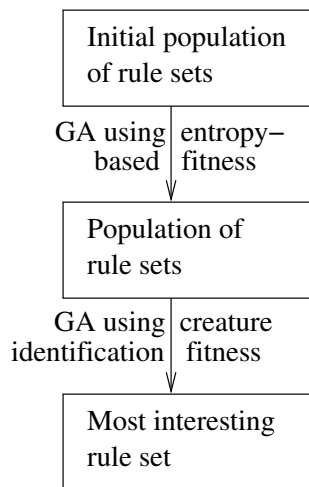 Initial population
of rule sets
GA using entropy–
based fitness
Population of
rule sets
GA using creature
identification fitness
Most interesting
rule set